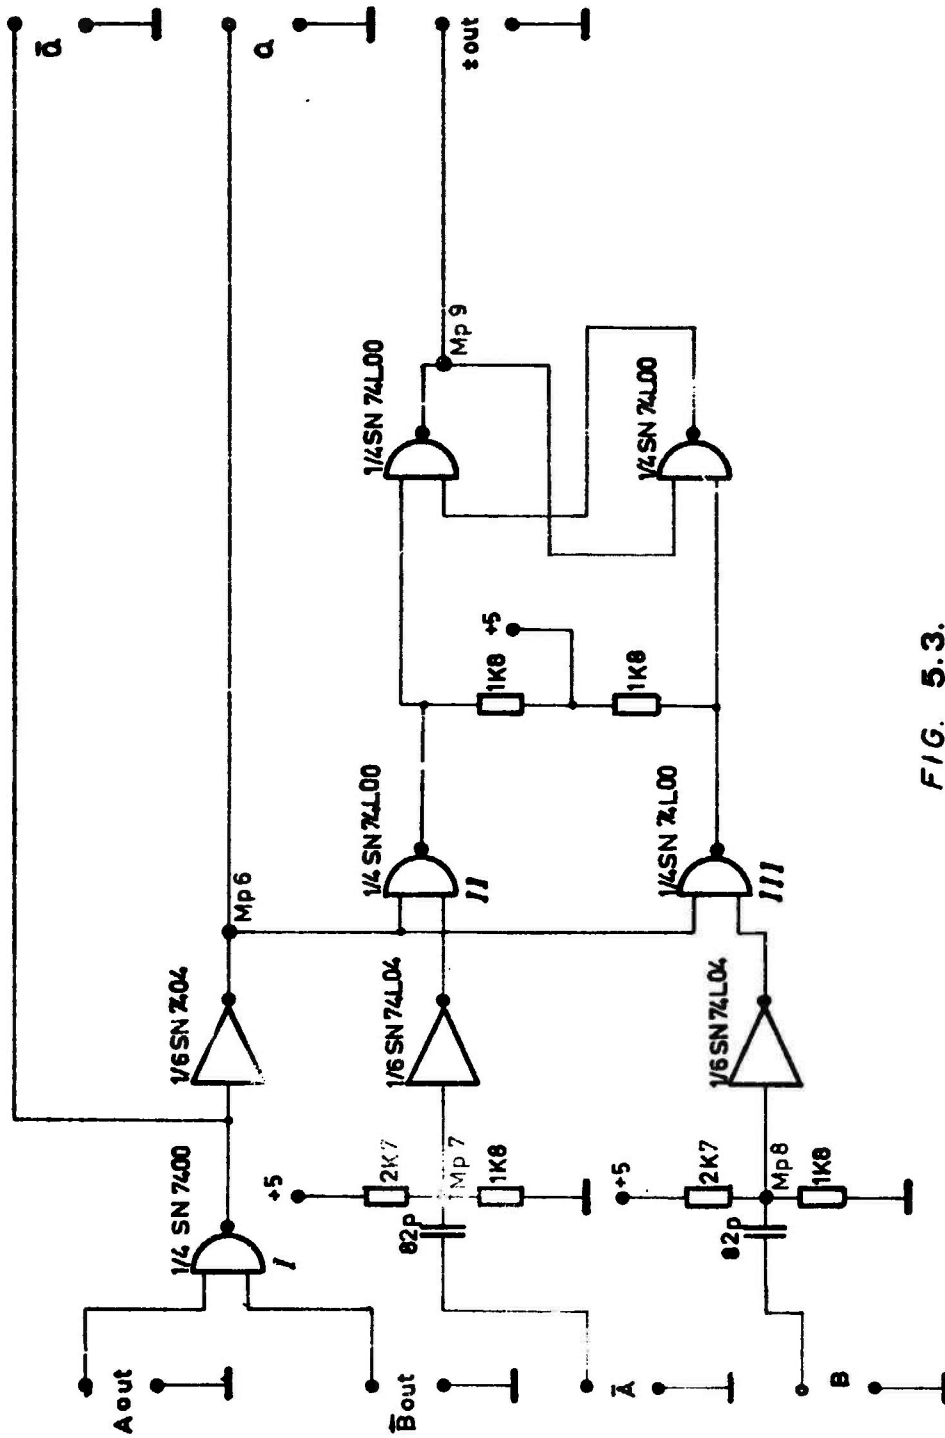 Q̄
A out
1/4 SN 7400
1/6 SN 7404
I
Mp 6
Q
+5
2K7
1/4 SN 74L00
1/4 SN 74L00
B̄ out
82p
Mp 7
1/6 SN 74L04
II
Mp 9
± out
1K8
1K8
+5
Ā
+5
1K8
1/4 SN 74L00
1/4 SN 74L00
2K7
1/6 SN 74L04
82p
Mp 8
III
B
1K8
FIG. 5.3.